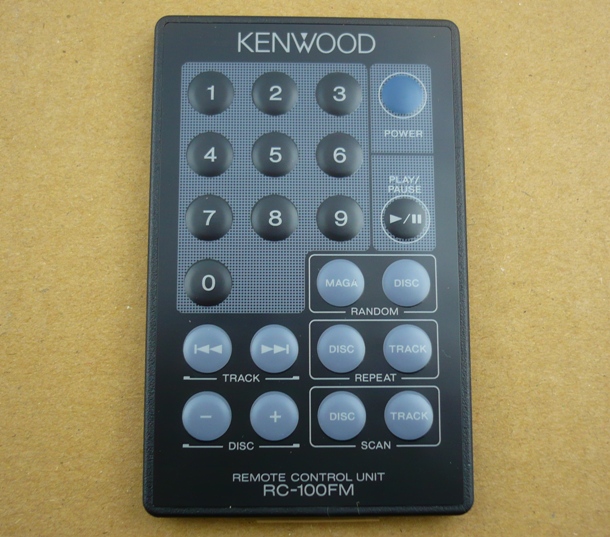 KENWOOD
1 2 3
POWER
4 5 6
PLAY/
PAUSE
7 8 9 ▶/❚❚
0 MAGA DISC
RANDOM
⏮ ⏭ DISC TRACK
TRACK REPEAT
− + DISC TRACK
DISC SCAN
REMOTE CONTROL UNIT
RC-100FM